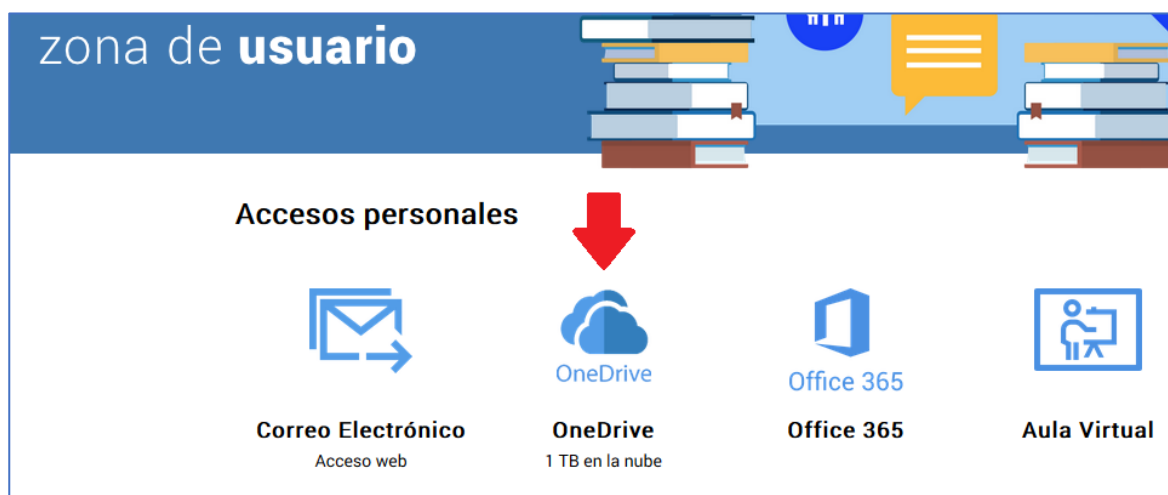 zona de usuario
Accesos personales
OneDrive
Office 365
Correo Electrónico
OneDrive
Office 365
Aula Virtual
Acceso web
1 TB en la nube